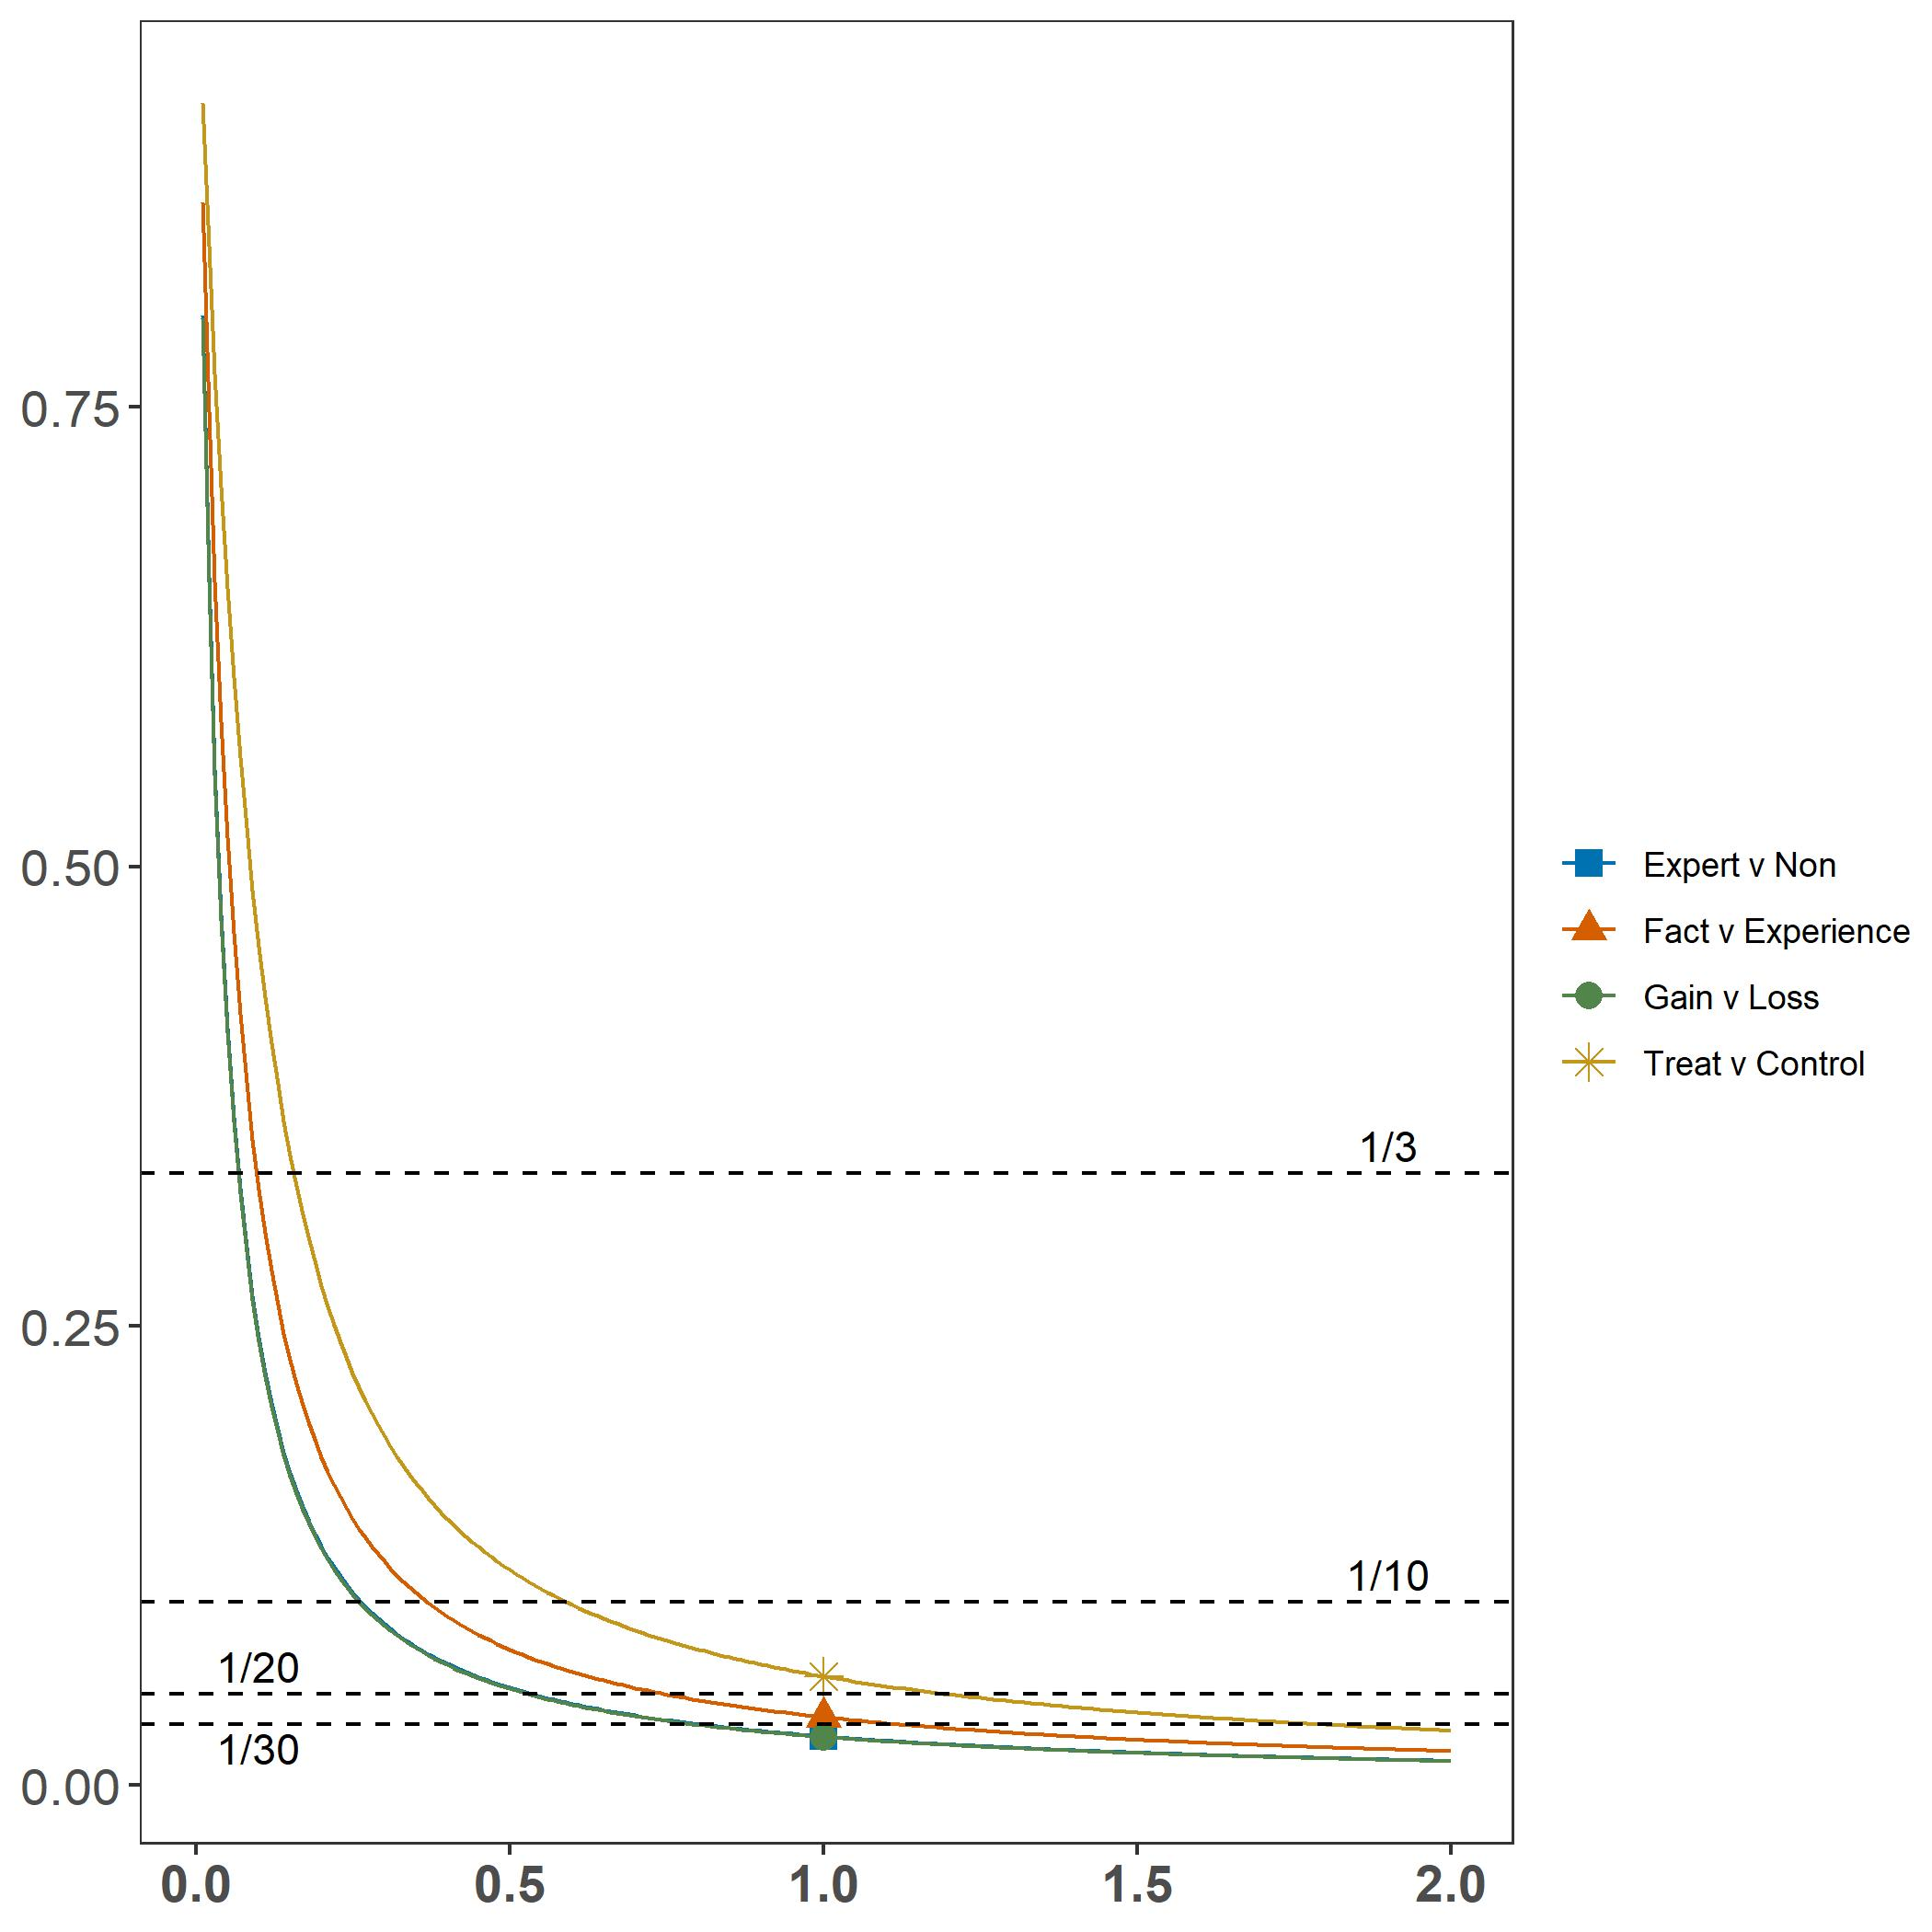 0.75
0.50
0.25
0.00
1/3
1/10
1/20
1/30
0.0 0.5 1.0 1.5 2.0
Expert v Non
Fact v Experience
Gain v Loss
Treat v Control